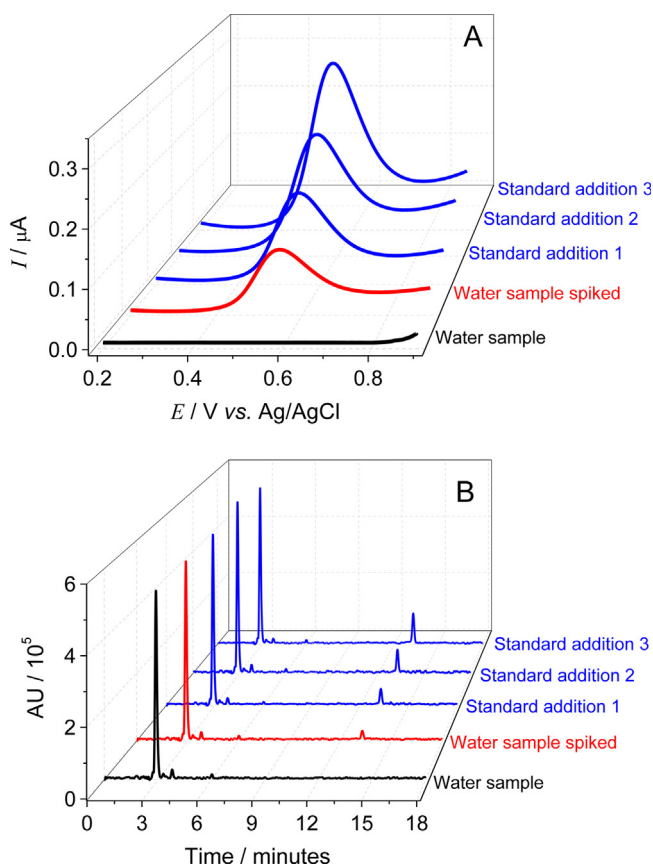 A
0.3
0.2
0.1
0.0
I / μA
0.2 0.4 0.6 0.8
E / V vs. Ag/AgCl
Standard addition 3
Standard addition 2
Standard addition 1
Water sample spiked
Water sample
B
6
4
2
0
AU / 10⁵
0 3 6 9 12 15 18
Time / minutes
Standard addition 3
Standard addition 2
Standard addition 1
Water sample spiked
Water sample